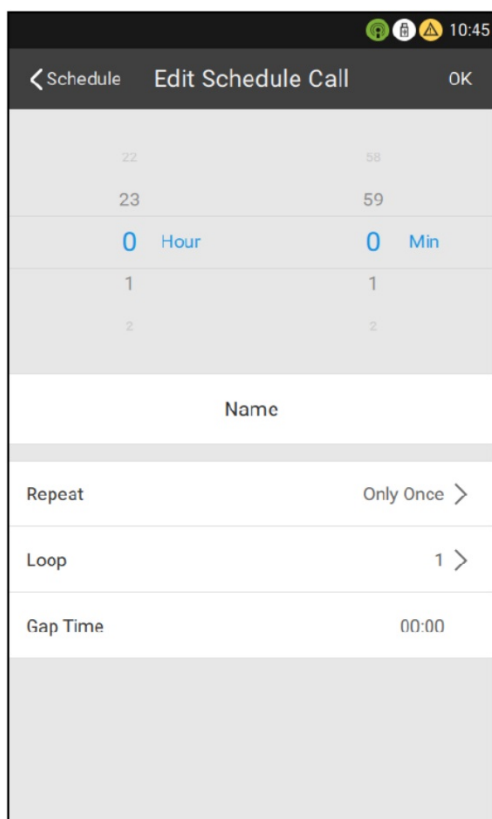 10:45
Schedule Edit Schedule Call OK
22 58
23 59
0 Hour 0 Min
1 1
2 2
Name
Repeat Only Once
Loop 1
Gap Time 00:00